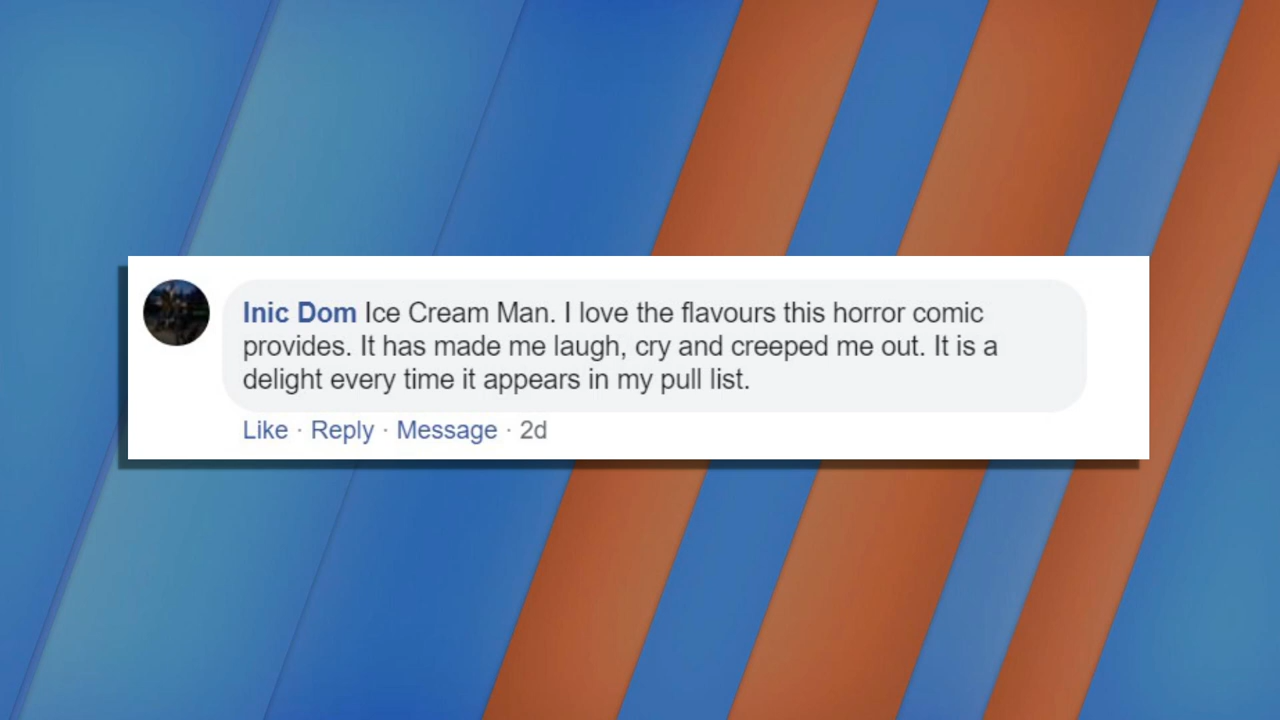 Inic Dom Ice Cream Man. I love the flavours this horror comic
provides. It has made me laugh, cry and creeped me out. It is a
delight every time it appears in my pull list.
Like · Reply · Message · 2d